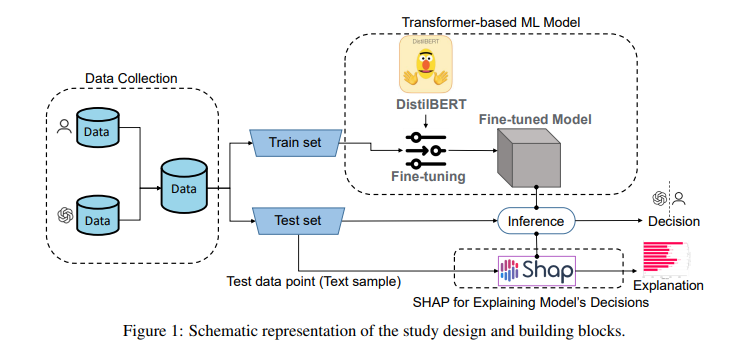 Transformer-based ML Model
DistilBERT
Data Collection
DistilBERT
Data
Fine-tuned Model
Train set
Data
Fine-tuning
Data
Test set
Inference
Decision
Shap
Test data point (Text sample)
Explanation
SHAP for Explaining Model's Decisions
Figure 1: Schematic representation of the study design and building blocks.